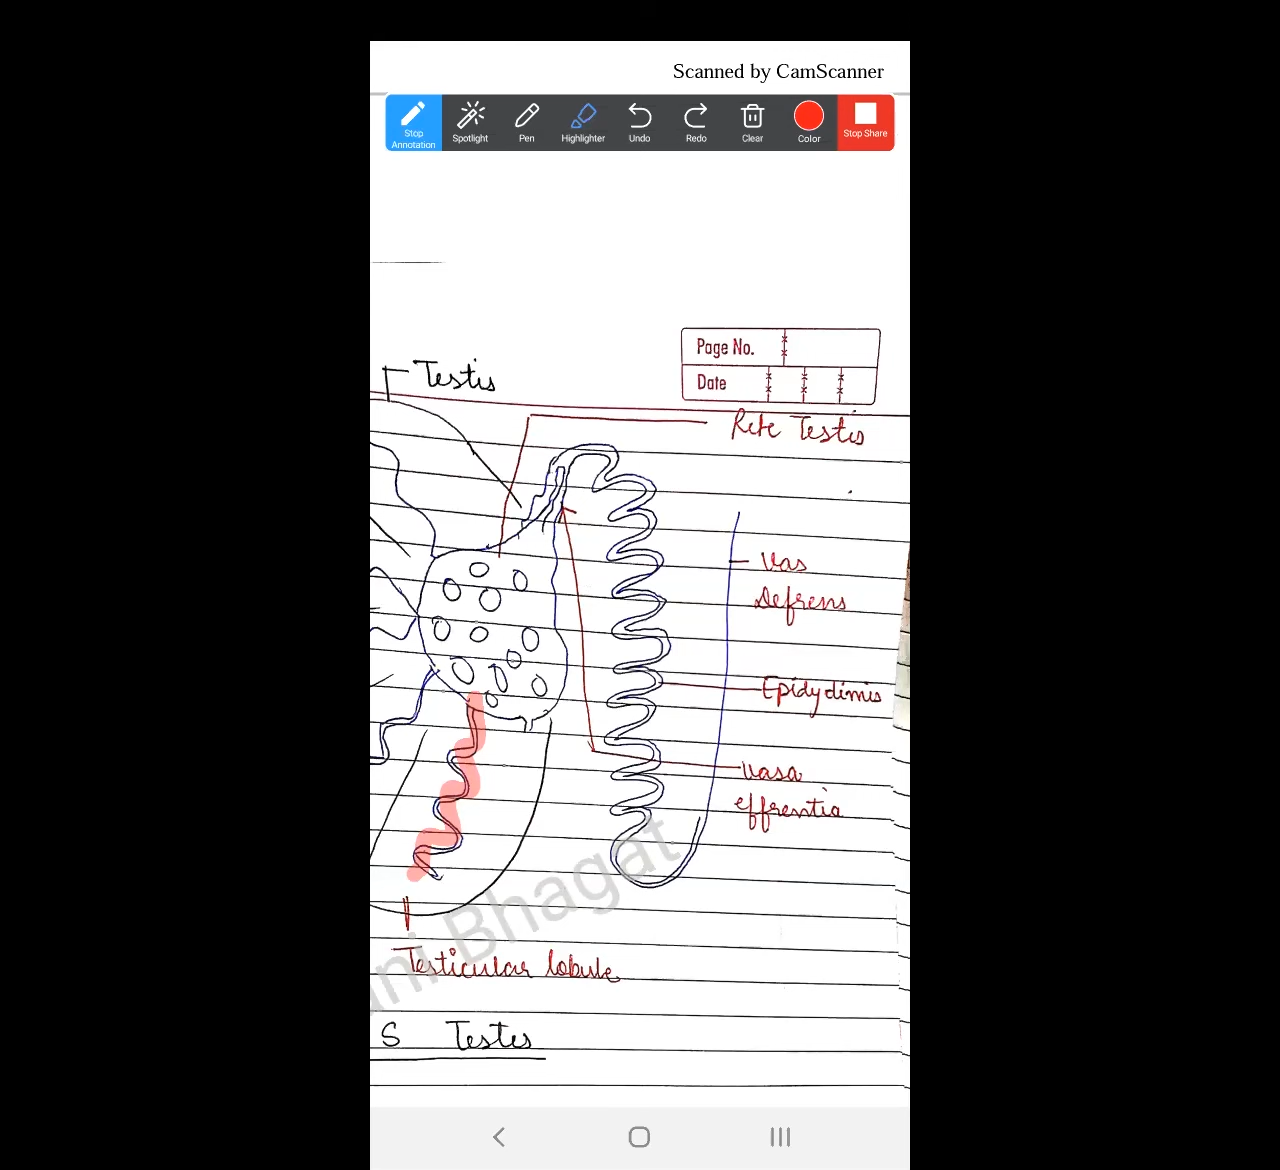 Scanned by CamScanner
Stop Annotation
Spotlight
Pen
Highlighter
Undo
Redo
Clear
Color
Stop Share
Page No.
Date
Testis
Rete Testis
Vas
Defrens
Epidydimis
Vasa
effrentia
Testicular lobule
ani Bhagat
S Testes